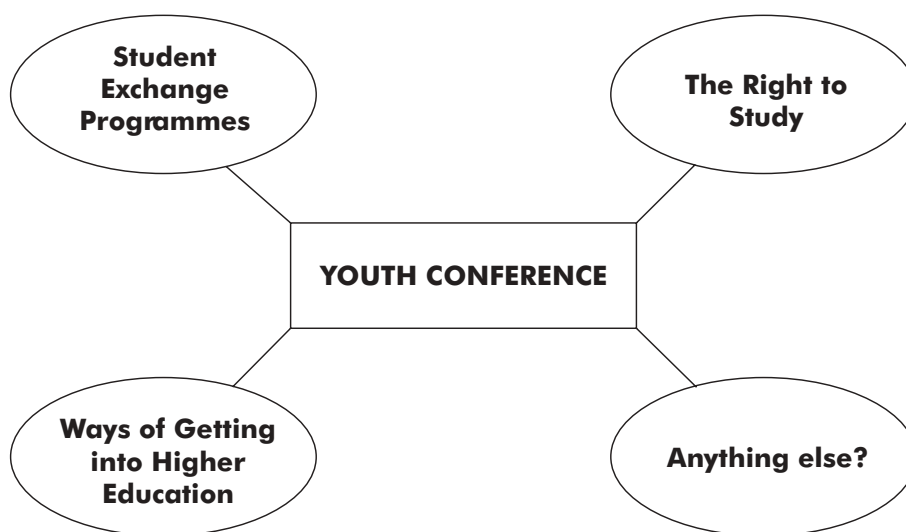 Student
Exchange
Programmes
The Right to
Study
YOUTH CONFERENCE
Ways of Getting
into Higher
Education
Anything else?